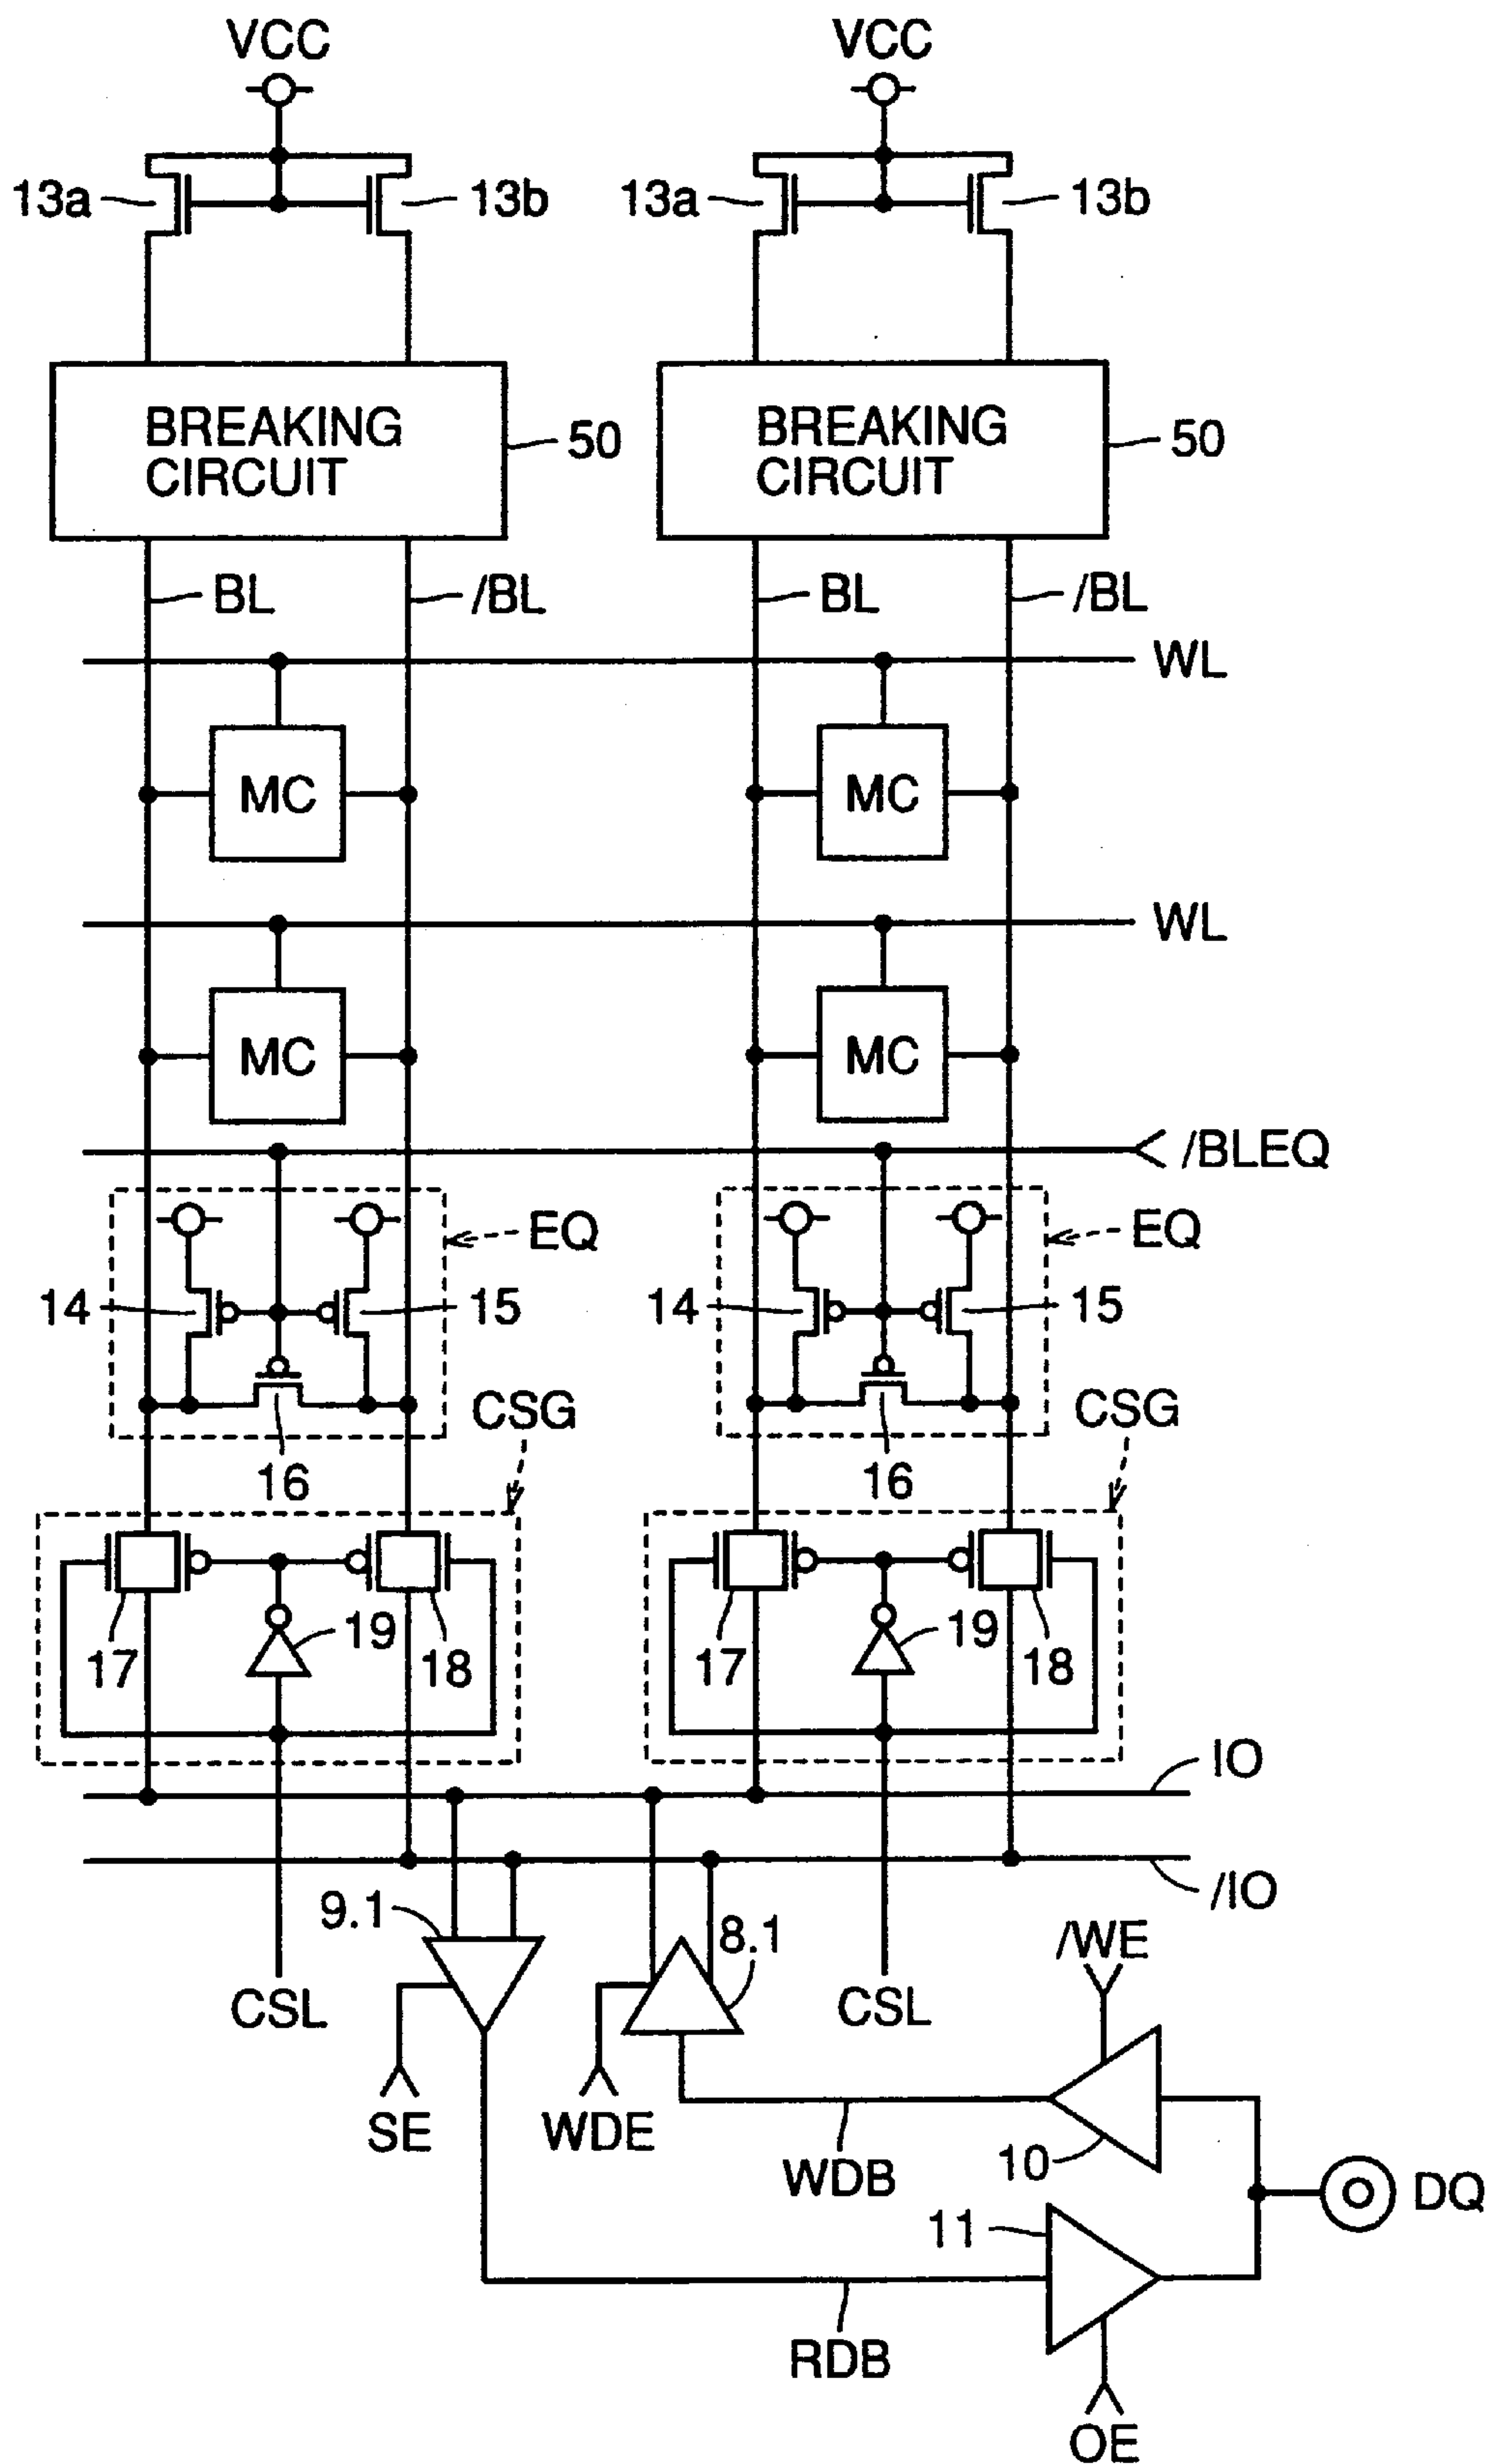 VCC VCC
13a 13b 13a 13b
BREAKING
CIRCUIT
50
BREAKING
CIRCUIT
50
BL /BL BL /BL
WL
MC MC
WL
MC MC
/BLEQ
EQ EQ
14 15 14 15
CSG CSG
16 16
17 19 18 17 19 18
IO
/IO
9.1 8.1 /WE
CSL CSL
SE WDE
WDB 10
DQ
11
RDB
OE